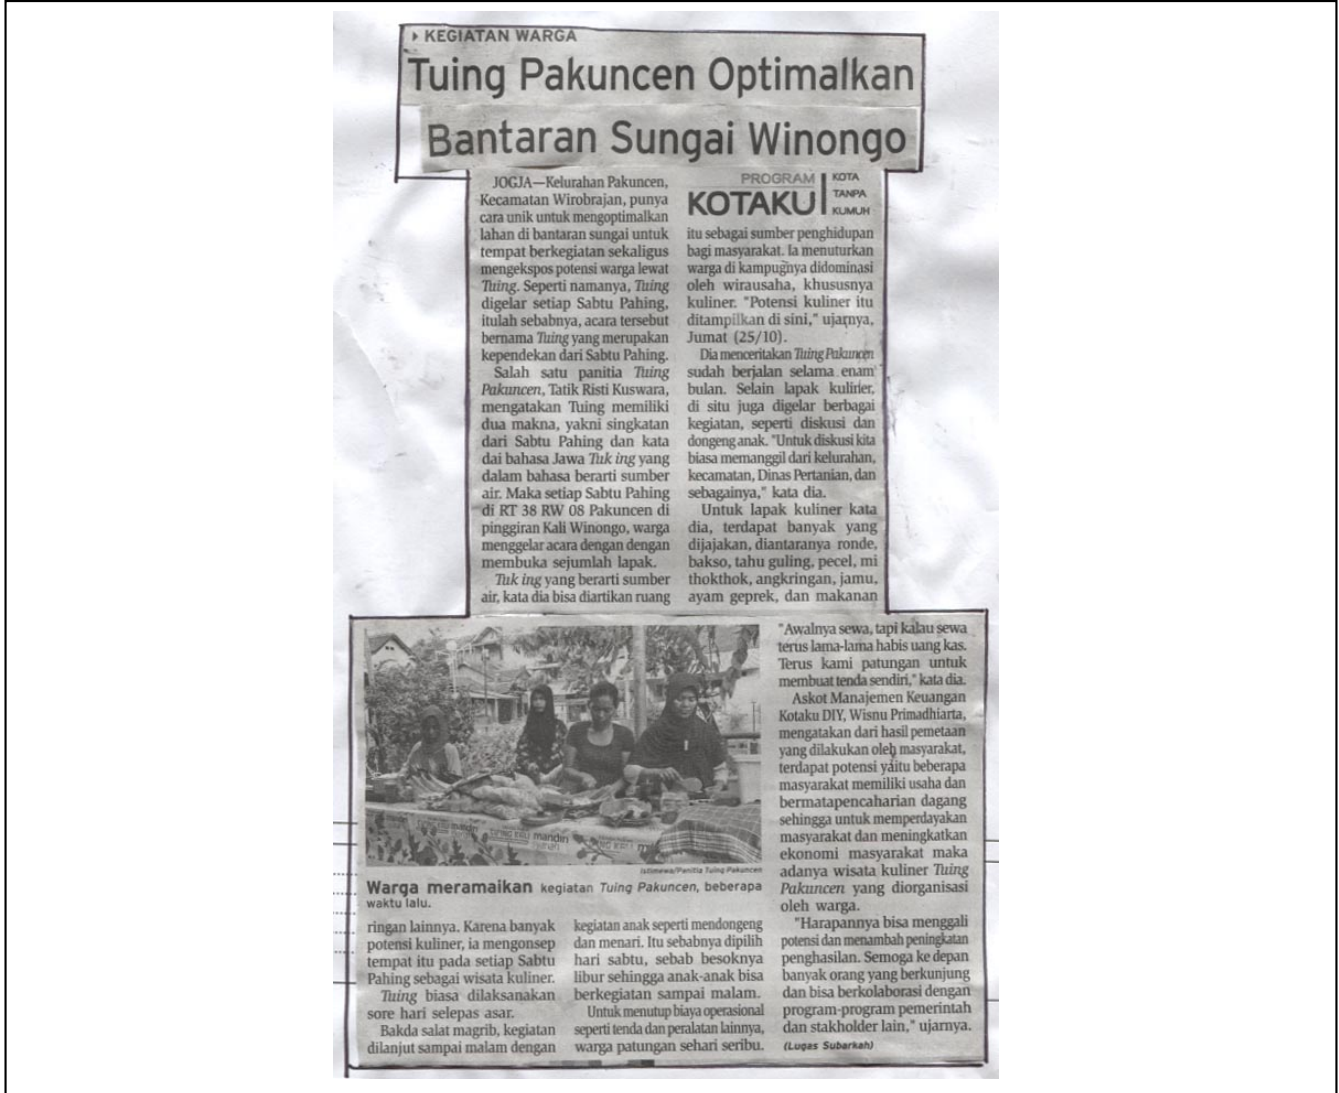 KEGIATAN WARGA
Tuing Pakuncen Optimalkan
Bantaran Sungai Winongo
JOGJA—Kelurahan Pakuncen,
Kecamatan Wirobrajan, punya
cara unik untuk mengoptimalkan
lahan di bantaran sungai untuk
tempat berkegiatan sekaligus
mengekspos potensi warga lewat
Tuing. Seperti namanya, Tuing
digelar setiap Sabtu Pahing,
itulah sebabnya, acara tersebut
bernama Tuing yang merupakan
kependekan dari Sabtu Pahing.
Salah satu panitia Tuing
Pakuncen, Tatik Risti Kuswara,
mengatakan Tuing memiliki
dua makna, yakni singkatan
dari Sabtu Pahing dan kata
dai bahasa Jawa Tuk ing yang
dalam bahasa berarti sumber
air. Maka setiap Sabtu Pahing
di RT 38 RW 08 Pakuncen di
pinggiran Kali Winongo, warga
menggelar acara dengan dengan
membuka sejumlah lapak.
Tuk ing yang berarti sumber
air, kata dia bisa diartikan ruang
PROGRAM
KOTAKU
KOTA
TANPA
KUMUH
itu sebagai sumber penghidupan
bagi masyarakat. Ia menuturkan
warga di kampugnya didominasi
oleh wirausaha, khususnya
kuliner. "Potensi kuliner itu
ditampilkan di sini," ujarnya,
Jumat (25/10).
Dia menceritakan Tuing Pakuncen
sudah berjalan selama enam
bulan. Selain lapak kuliner,
di situ juga digelar berbagai
kegiatan, seperti diskusi dan
dongeng anak. "Untuk diskusi kita
biasa memanggil dari kelurahan,
kecamatan, Dinas Pertanian, dan
sebagainya," kata dia.
Untuk lapak kuliner kata
dia, terdapat banyak yang
dijajakan, diantaranya ronde,
bakso, tahu guling, pecel, mi
thokthok, angkringan, jamu,
ayam geprek, dan makanan
mandiri
Istimewa/Panitia Tuing Pakuncen
Warga meramaikan kegiatan Tuing Pakuncen, beberapa
waktu lalu.
ringan lainnya. Karena banyak
potensi kuliner, ia mengonsep
tempat itu pada setiap Sabtu
Pahing sebagai wisata kuliner.
Tuing biasa dilaksanakan
sore hari selepas asar.
Bakda salat magrib, kegiatan
dilanjut sampai malam dengan
kegiatan anak seperti mendongeng
dan menari. Itu sebabnya dipilih
hari sabtu, sebab besoknya
libur sehingga anak-anak bisa
berkegiatan sampai malam.
Untuk menutup biaya operasional
seperti tenda dan peralatan lainnya,
warga patungan sehari seribu.
"Awalnya sewa, tapi kalau sewa
terus lama-lama habis uang kas.
Terus kami patungan untuk
membuat tenda sendiri," kata dia.
Askot Manajemen Keuangan
Kotaku DIY, Wisnu Primadhiarta,
mengatakan dari hasil pemetaan
yang dilakukan oleh masyarakat,
terdapat potensi yaitu beberapa
masyarakat memiliki usaha dan
bermatapencaharian dagang
sehingga untuk memperdayakan
masyarakat dan meningkatkan
ekonomi masyarakat maka
adanya wisata kuliner Tuing
Pakuncen yang diorganisasi
oleh warga.
"Harapannya bisa menggali
potensi dan menambah peningkatan
penghasilan. Semoga ke depan
banyak orang yang berkunjung
dan bisa berkolaborasi dengan
program-program pemerintah
dan stakholder lain," ujarnya.
(Lugas Subarkah)